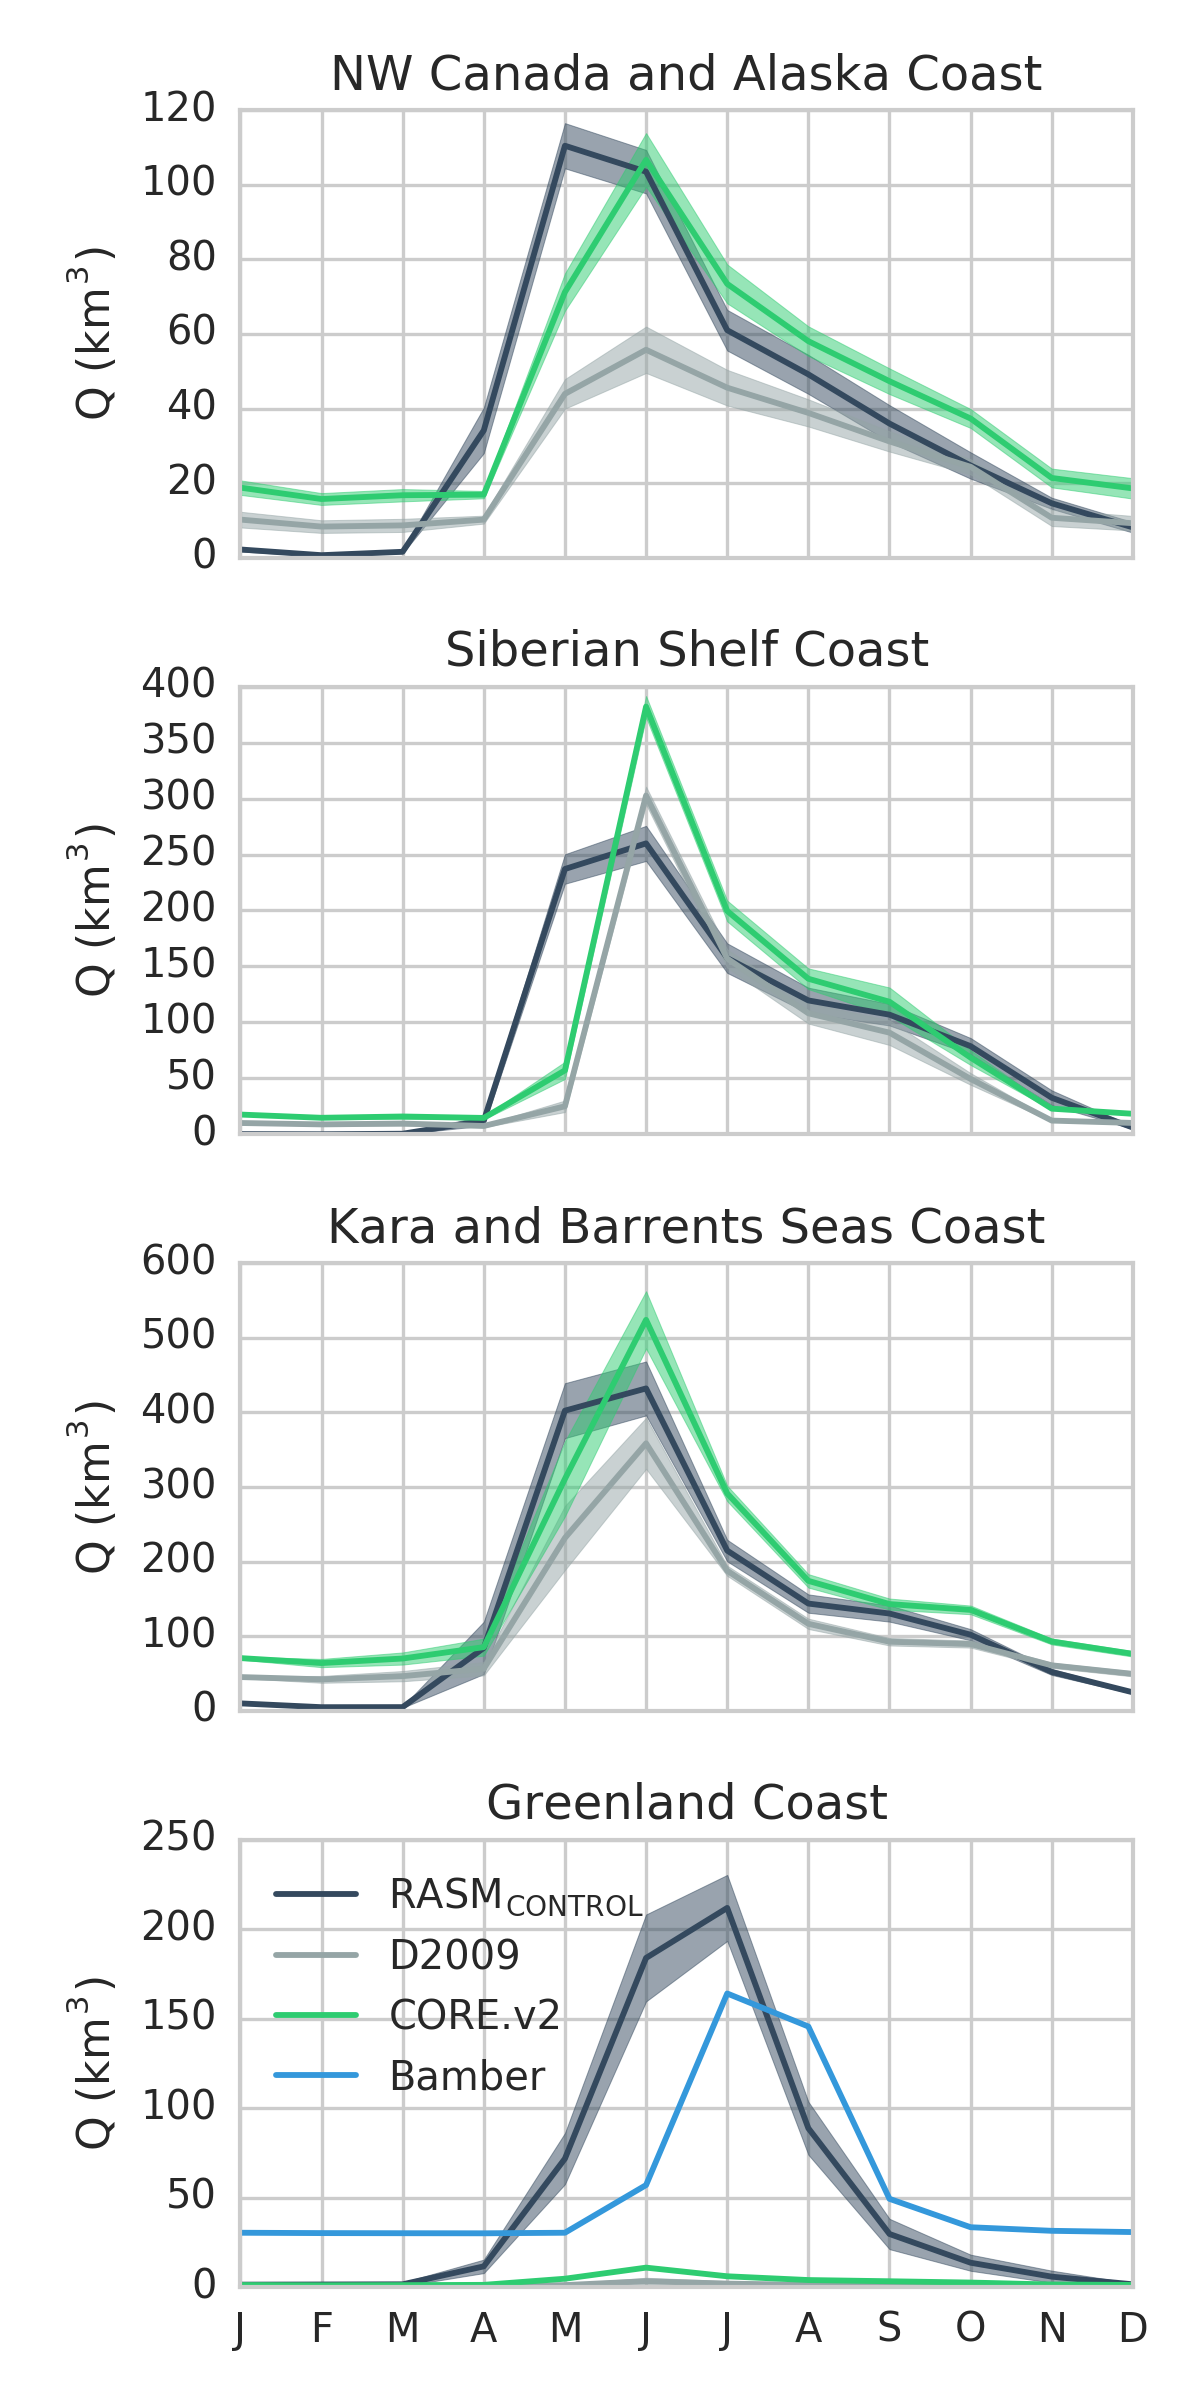 NW Canada and Alaska Coast
120
100
80
60
40
20
0
Q (km³)
Siberian Shelf Coast
400
350
300
250
200
150
100
50
0
Q (km³)
Kara and Barrents Seas Coast
600
500
400
300
200
100
0
Q (km³)
Greenland Coast
250
200
150
100
50
0
Q (km³)
RASM CONTROL
D2009
CORE.v2
Bamber
J F M A M J J A S O N D